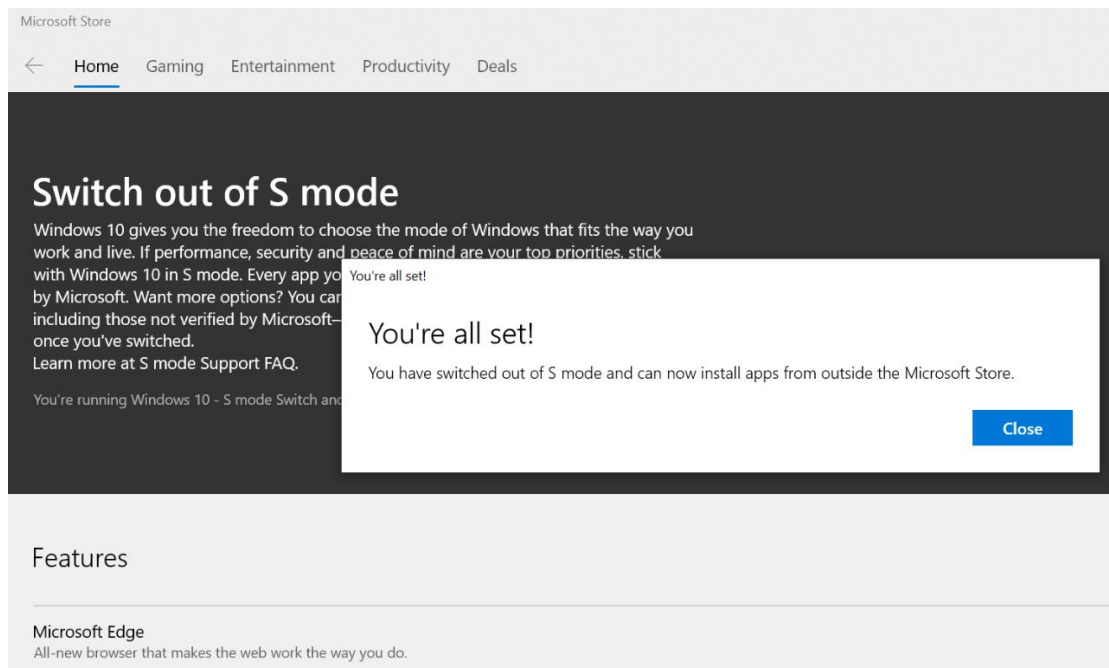 Microsoft Store
Home Gaming Entertainment Productivity Deals
Switch out of S mode
Windows 10 gives you the freedom to choose the mode of Windows that fits the way you
work and live. If performance, security and peace of mind are your top priorities, stick
with Windows 10 in S mode. Every app yo
by Microsoft. Want more options? You can
including those not verified by Microsoft–
once you've switched.
Learn more at S mode Support FAQ.
You're running Windows 10 - S mode Switch and
You're all set!
You're all set!
You have switched out of S mode and can now install apps from outside the Microsoft Store.
Close
Features
Microsoft Edge
All-new browser that makes the web work the way you do.